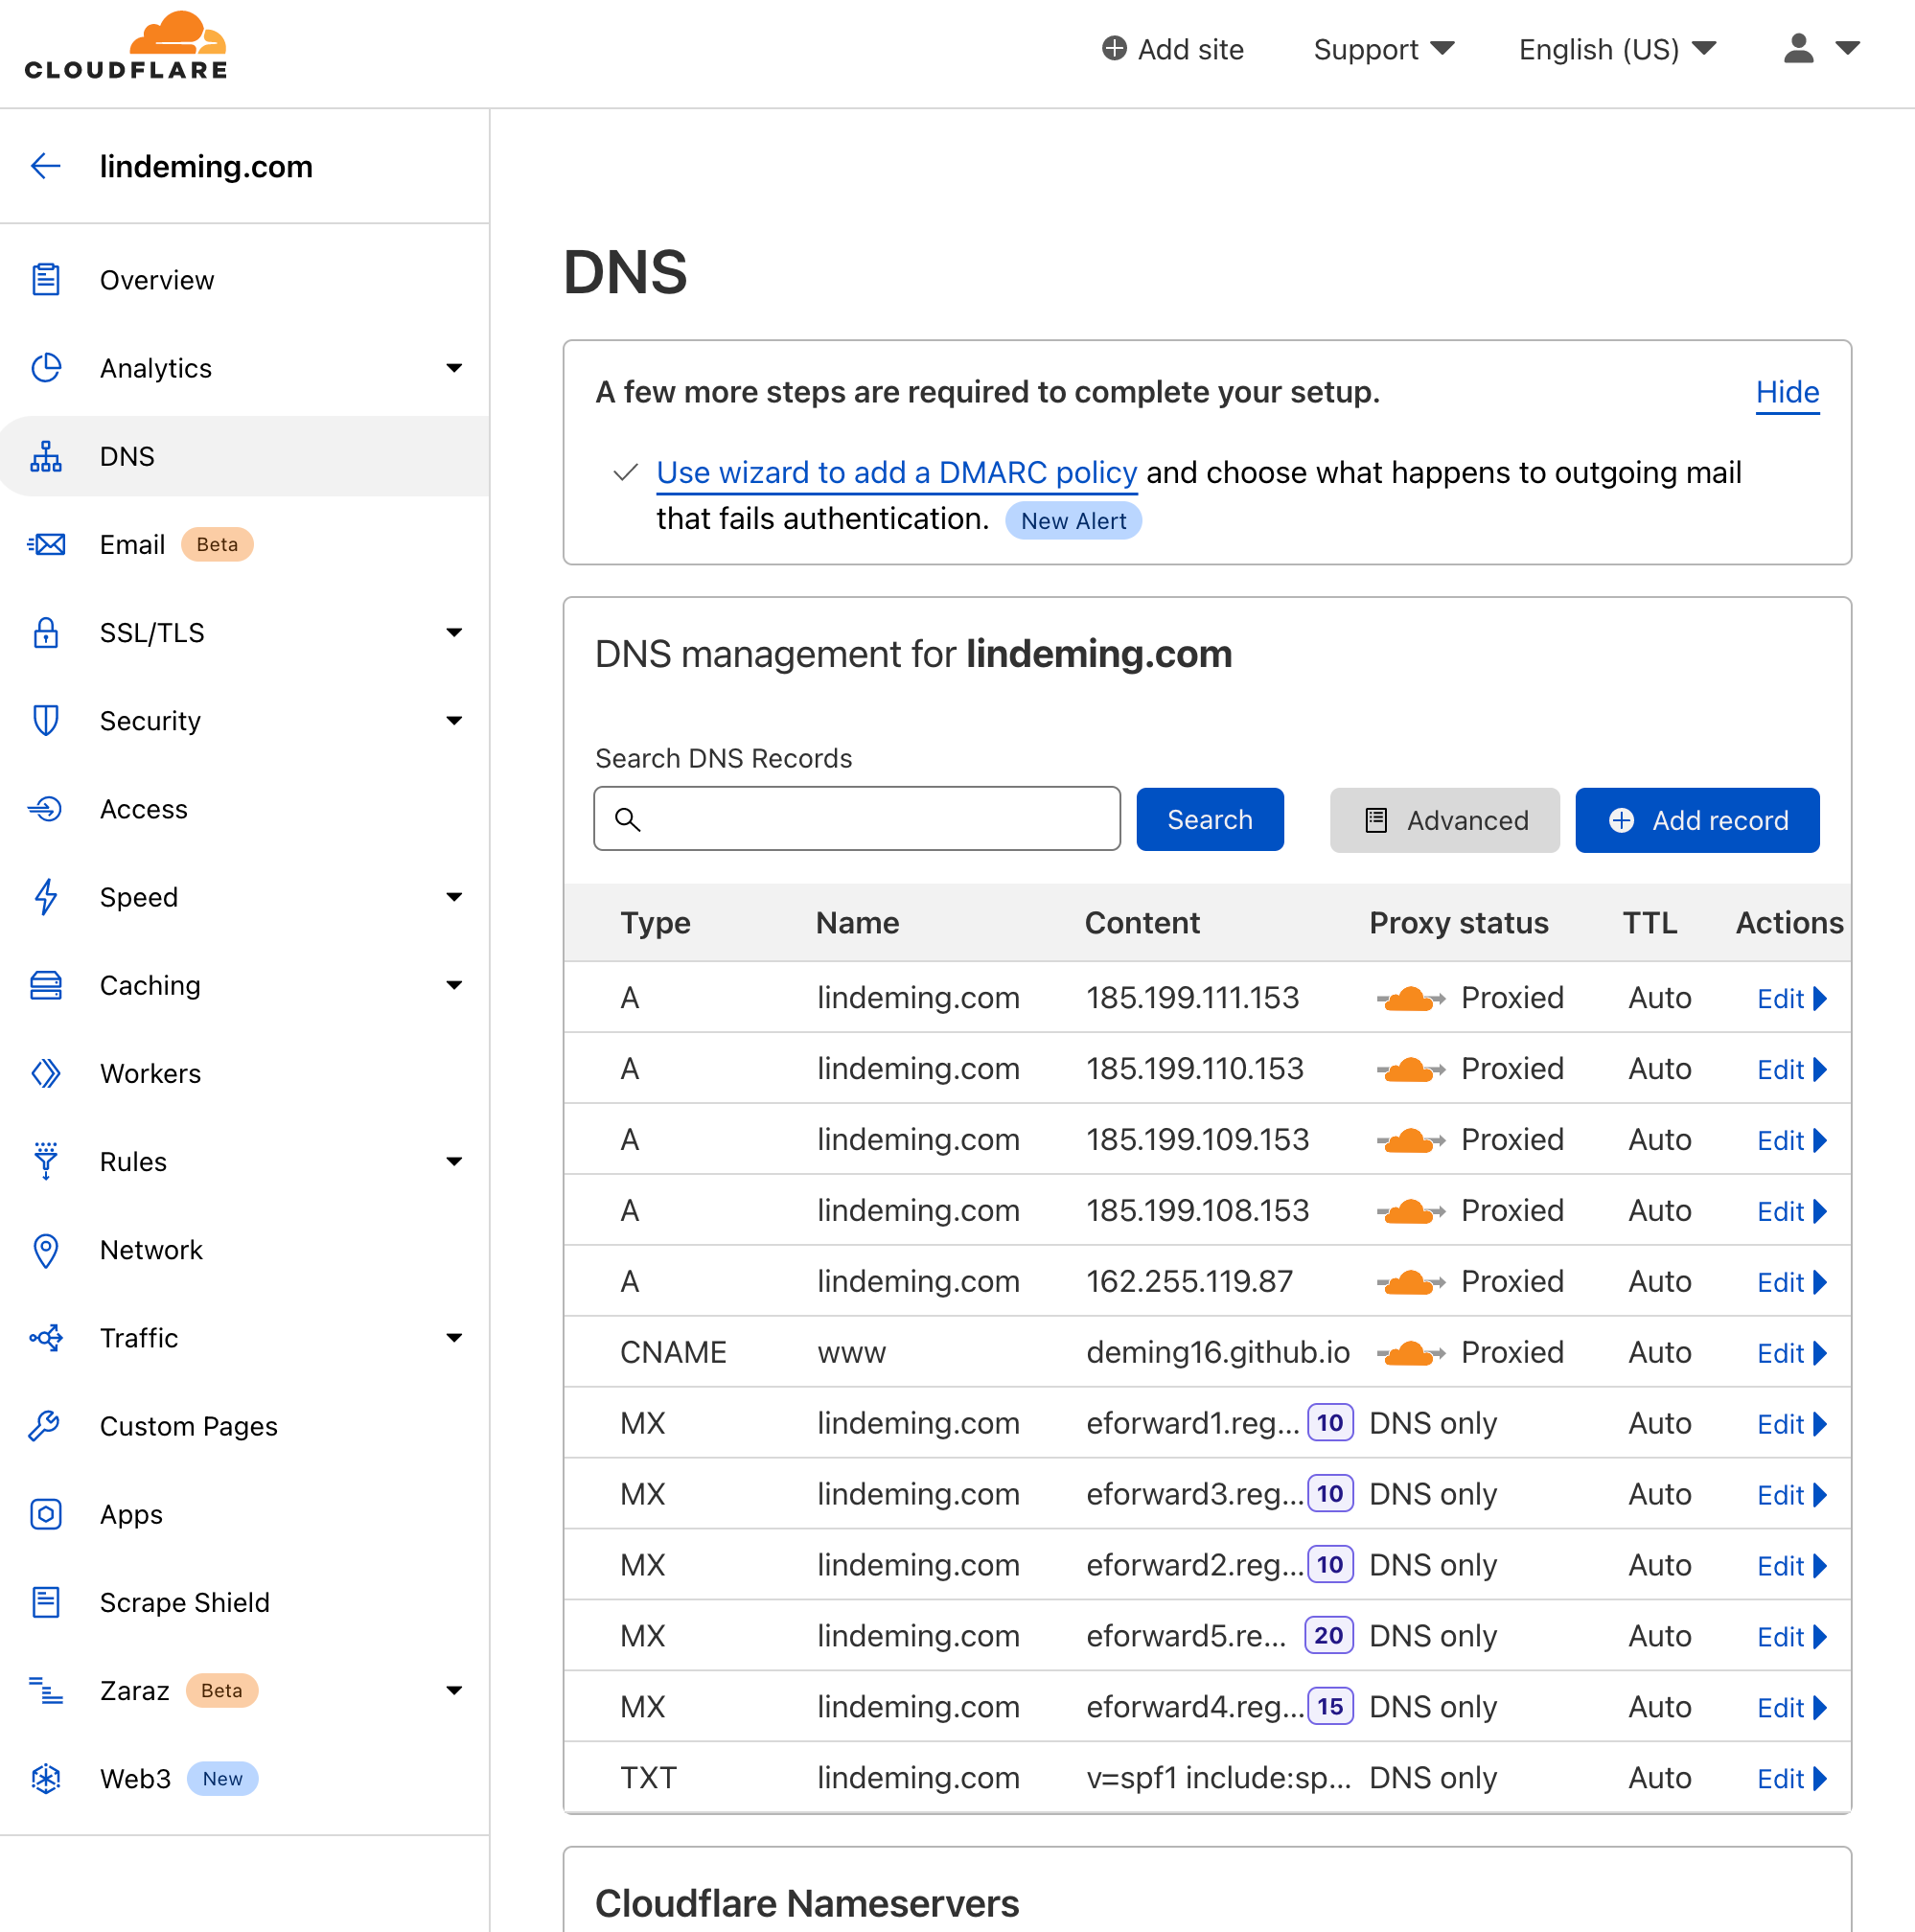 CLOUDFLARE
Add site Support English (US)
lindeming.com
Overview
Analytics
DNS
Email Beta
SSL/TLS
Security
Access
Speed
Caching
Workers
Rules
Network
Traffic
Custom Pages
Apps
Scrape Shield
Zaraz Beta
Web3 New
DNS
A few more steps are required to complete your setup. Hide
Use wizard to add a DMARC policy and choose what happens to outgoing mail
that fails authentication. New Alert
DNS management for lindeming.com
Search DNS Records
Search Advanced Add record
Type Name Content Proxy status TTL Actions
A lindeming.com 185.199.111.153 Proxied Auto Edit
A lindeming.com 185.199.110.153 Proxied Auto Edit
A lindeming.com 185.199.109.153 Proxied Auto Edit
A lindeming.com 185.199.108.153 Proxied Auto Edit
A lindeming.com 162.255.119.87 Proxied Auto Edit
CNAME www deming16.github.io Proxied Auto Edit
MX lindeming.com eforward1.reg... 10 DNS only Auto Edit
MX lindeming.com eforward3.reg... 10 DNS only Auto Edit
MX lindeming.com eforward2.reg... 10 DNS only Auto Edit
MX lindeming.com eforward5.re... 20 DNS only Auto Edit
MX lindeming.com eforward4.reg... 15 DNS only Auto Edit
TXT lindeming.com v=spf1 include:sp... DNS only Auto Edit
Cloudflare Nameservers